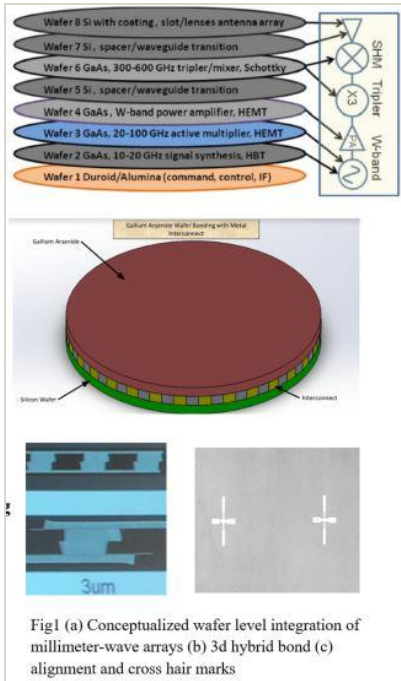 Wafer 8 Si with coating, slot/lenses antenna array
Wafer 7 Si, spacer/waveguide transition
Wafer 6 GaAs, 300-600 GHz tripler/mixer, Schottky
Wafer 5 Si, spacer/waveguide transition
Wafer 4 GaAs, W-band power amplifier, HEMT
Wafer 3 GaAs, 20-100 GHz active multiplier, HEMT
Wafer 2 GaAs, 10-20 GHz signal synthesis, HBT
Wafer 1 Duroid/Alumina (command, control, IF)
X3
PA
SHM Tripler W-band
Gallium Arsenide Wafer Bonding with Metal
Interconnect
Gallium Arsenide
Silicon Wafer
Interconnect
g
3um
Fig1 (a) Conceptualized wafer level integration of
millimeter-wave arrays (b) 3d hybrid bond (c)
alignment and cross hair marks